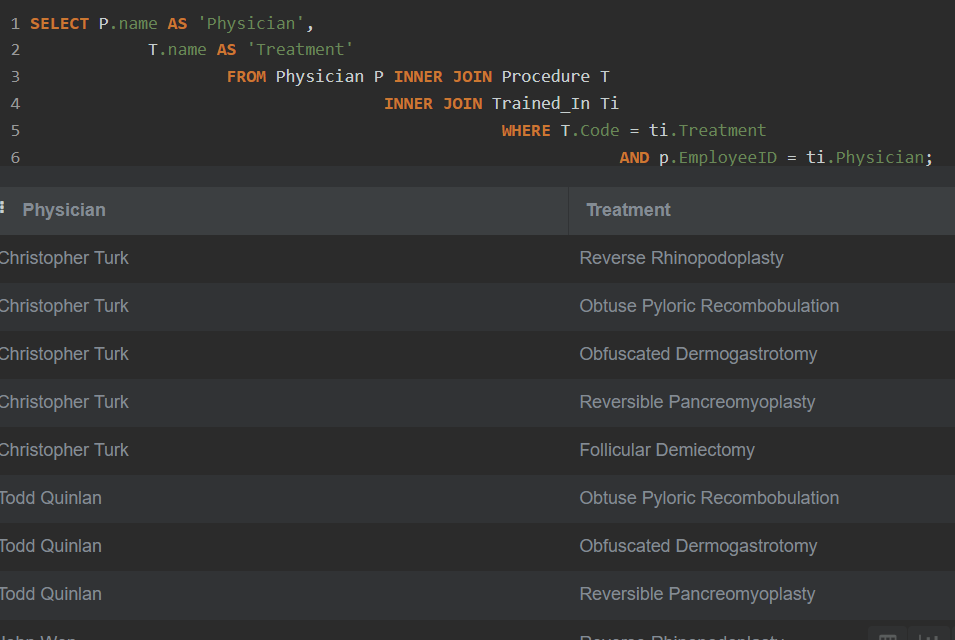 1 SELECT P.name AS 'Physician',
2 T.name AS 'Treatment'
3 FROM Physician P INNER JOIN Procedure T
4 INNER JOIN Trained_In Ti
5 WHERE T.Code = ti.Treatment
6 AND p.EmployeeID = ti.Physician;
Physician Treatment
Christopher Turk Reverse Rhinopodoplasty
Christopher Turk Obtuse Pyloric Recombobulation
Christopher Turk Obfuscated Dermogastrotomy
Christopher Turk Reversible Pancreomyoplasty
Christopher Turk Follicular Demiectomy
Todd Quinlan Obtuse Pyloric Recombobulation
Todd Quinlan Obfuscated Dermogastrotomy
Todd Quinlan Reversible Pancreomyoplasty